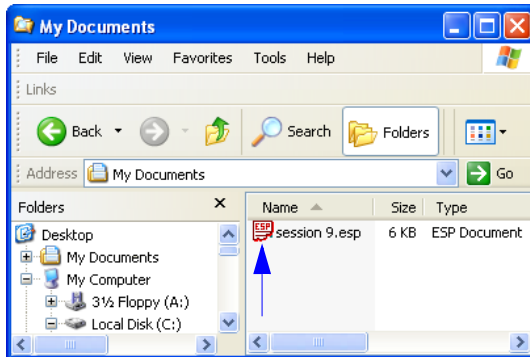 My Documents
File Edit View Favorites Tools Help
Links
Back Search Folders
Address My Documents Go
Folders Name Size Type
Desktop ESP session 9.esp 6 KB ESP Document
My Documents
My Computer
3½ Floppy (A:)
Local Disk (C:)